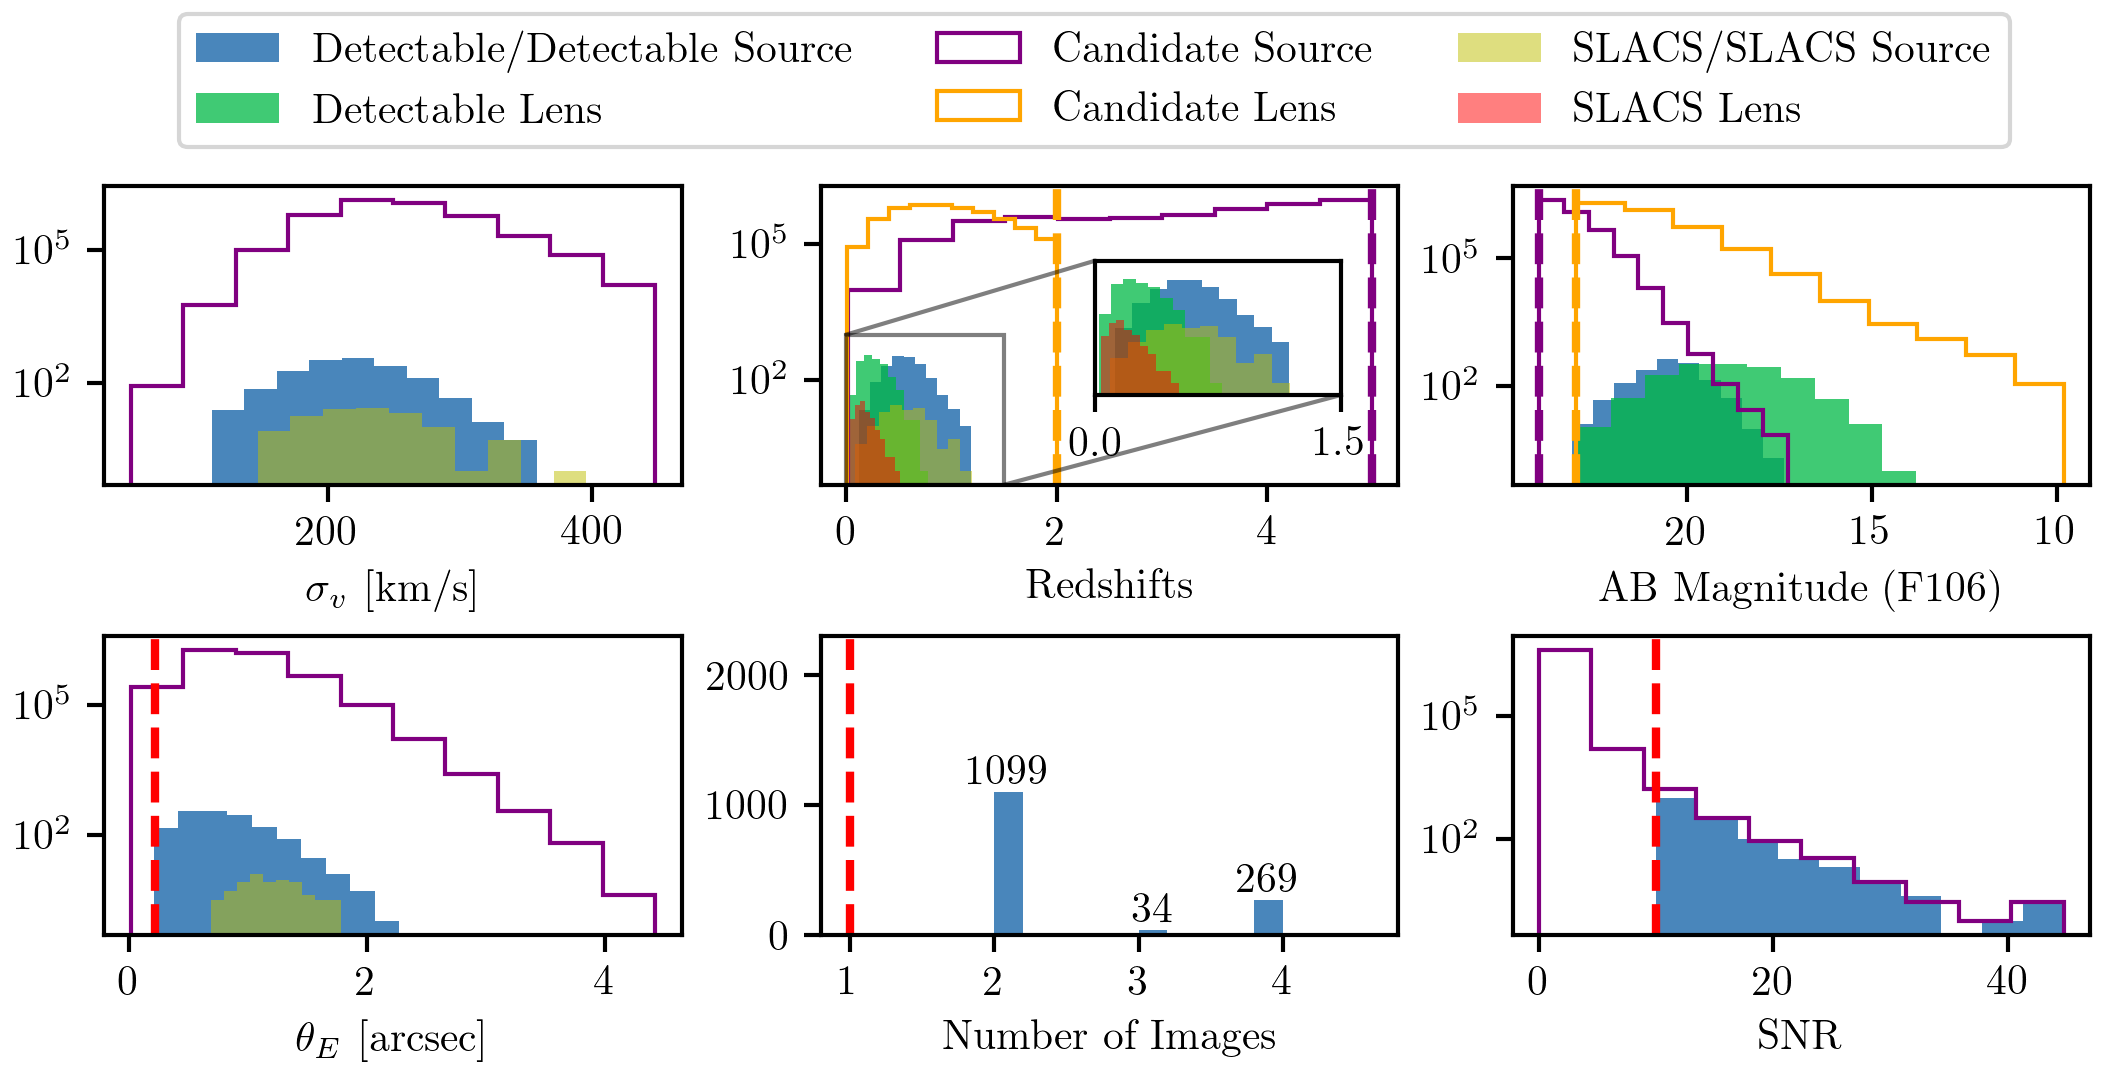 Detectable/Detectable Source
Candidate Source
SLACS/SLACS Source
Detectable Lens
Candidate Lens
SLACS Lens
10^5
10^2
200 400
σ_v [km/s]
10^5
10^2
0.0 1.5
0 2 4
Redshifts
10^5
10^2
20 15 10
AB Magnitude (F106)
10^5
10^2
0 2 4
θ_E [arcsec]
2000
1000
0
1099
34
269
1 2 3 4
Number of Images
10^5
10^2
0 20 40
SNR